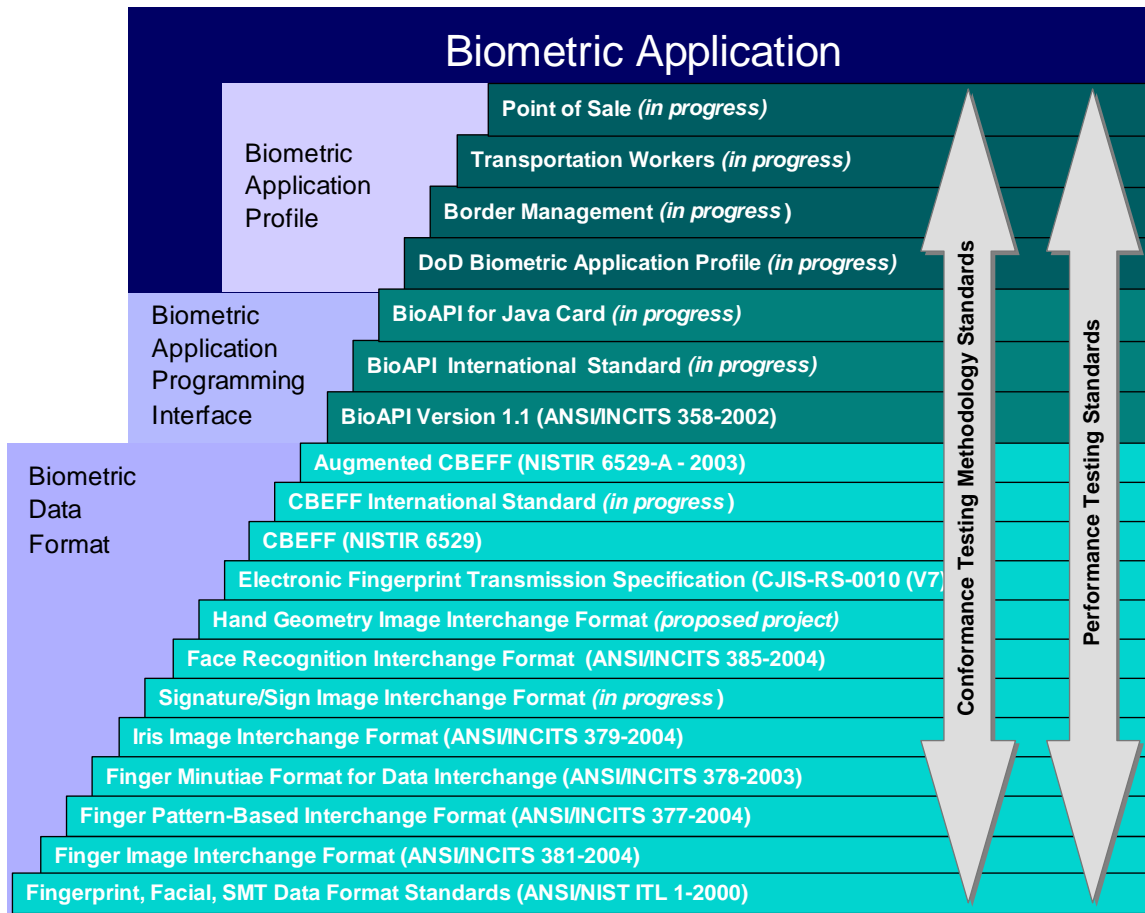 Biometric Application
Biometric
Application
Profile
Point of Sale (in progress)
Transportation Workers (in progress)
Border Management (in progress)
DoD Biometric Application Profile (in progress)
Biometric
Application
Programming
Interface
BioAPI for Java Card (in progress)
BioAPI International Standard (in progress)
BioAPI Version 1.1 (ANSI/INCITS 358-2002)
Biometric
Data
Format
Augmented CBEFF (NISTIR 6529-A - 2003)
CBEFF International Standard (in progress)
CBEFF (NISTIR 6529)
Electronic Fingerprint Transmission Specification (CJIS-RS-0010 (V7)
Hand Geometry Image Interchange Format (proposed project)
Face Recognition Interchange Format (ANSI/INCITS 385-2004)
Signature/Sign Image Interchange Format (in progress)
Iris Image Interchange Format (ANSI/INCITS 379-2004)
Finger Minutiae Format for Data Interchange (ANSI/INCITS 378-2003)
Finger Pattern-Based Interchange Format (ANSI/INCITS 377-2004)
Finger Image Interchange Format (ANSI/INCITS 381-2004)
Fingerprint, Facial, SMT Data Format Standards (ANSI/NIST ITL 1-2000)
Conformance Testing Methodology Standards
Performance Testing Standards